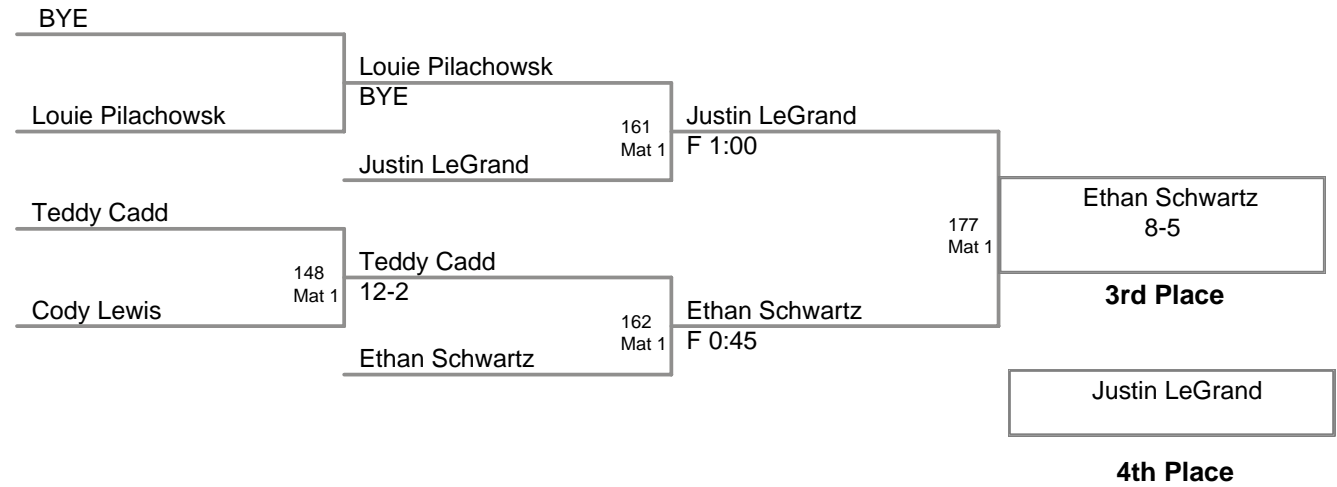 BYE
Louie Pilachowsk
BYE
Louie Pilachowsk
161
Mat 1
Justin LeGrand
F 1:00
Justin LeGrand
Teddy Cadd
Ethan Schwartz
8-5
177
Mat 1
Teddy Cadd
12-2
148
Mat 1
3rd Place
Cody Lewis
162
Mat 1
Ethan Schwartz
F 0:45
Ethan Schwartz
Justin LeGrand
4th Place